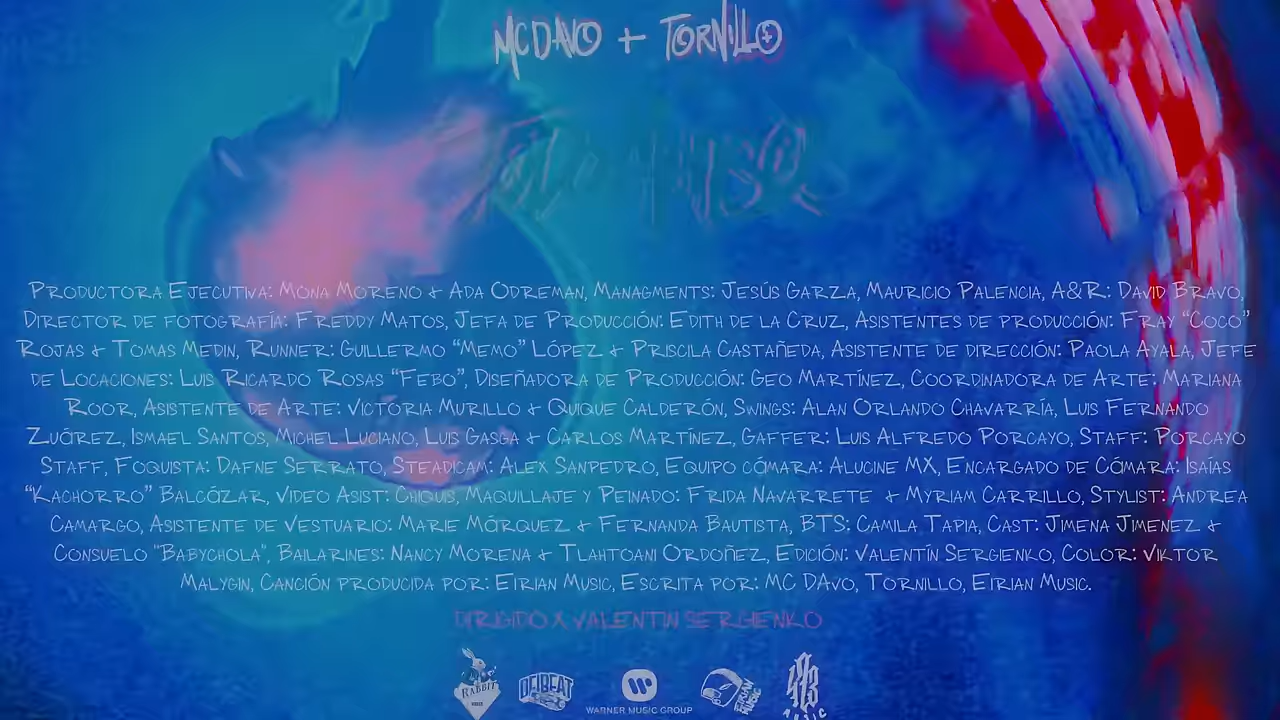 MC DAVO + TORNILLO
PRODUCTORA EJECUTIVA: MONA MORENO & ADA ODREMAN, MANAGMENTS: JESÚS GARZA, MAURICIO PALENCIA, A&R: DAVID BRAVO,
DIRECTOR DE FOTOGRAFÍA: FREDDY MATOS, JEFA DE PRODUCCIÓN: EDITH DE LA CRUZ, ASISTENTES DE PRODUCCIÓN: FRAY “COCO”
ROJAS & TOMAS MEDIN, RUNNER: GUILLERMO “MEMO” LÓPEZ & PRISCILA CASTAÑEDA, ASISTENTE DE DIRECCIÓN: PAOLA AYALA, JEFE
DE LOCACIONES: LUIS RICARDO ROSAS “FEBO”, DISEÑADORA DE PRODUCCIÓN: GEO MARTÍNEZ, COORDINADORA DE ARTE: MARIANA
ROOR, ASISTENTE DE ARTE: VICTORIA MURILLO & QUIQUE CALDERÓN, SWINGS: ALAN ORLANDO CHAVARRÍA, LUIS FERNANDO
ZUÁREZ, ISMAEL SANTOS, MICHEL LUCIANO, LUIS GASGA & CARLOS MARTÍNEZ, GAFFER: LUIS ALFREDO PORCAYO, STAFF: PORCAYO
STAFF, FOQUISTA: DAFNE SERRATO, STEADICAM: ALEX SANPEDRO, EQUIPO CÁMARA: ALUCINE MX, ENCARGADO DE CÁMARA: ISAÍAS
“KACHORRO” BALCÁZAR, VIDEO ASIST: CHIQUIS, MAQUILLAJE Y PEINADO: FRIDA NAVARRETE & MYRIAM CARRILLO, STYLIST: ANDREA
CAMARGO, ASISTENTE DE VESTUARIO: MARIE MÁRQUEZ & FERNANDA BAUTISTA, BTS: CAMILA TAPIA, CAST: JIMENA JIMENEZ &
CONSUELO "BABYCHOLA", BAILARINES: NANCY MORENA & TLAHTOANI ORDOÑEZ, EDICIÓN: VALENTÍN SERGIENKO, COLOR: VIKTOR
MALYGIN, CANCIÓN PRODUCIDA POR: EIRIAN MUSIC, ESCRITA POR: MC DAVO, TORNILLO, EIRIAN MUSIC.
DIRIGIDO X VALENTÍN SERGIENKO
RABBIT
DEIBEAT
WARNER MUSIC GROUP
EIRIAN MUSIC
MUSIC